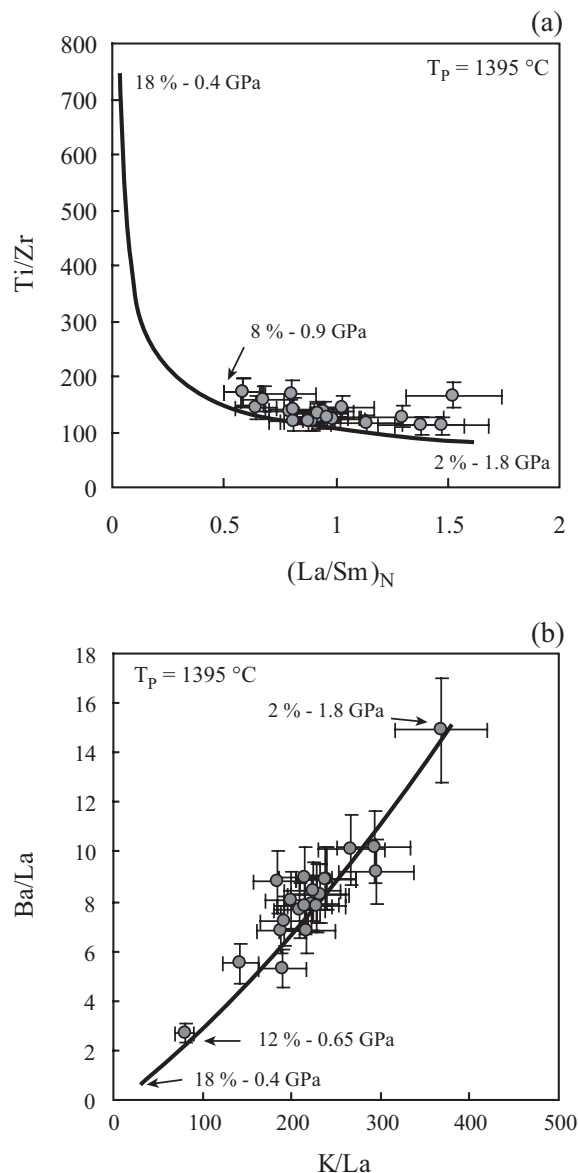 (a)
800
700
600
500
400
300
200
100
0
Ti/Zr
18 % - 0.4 GPa
T_P = 1395 °C
8 % - 0.9 GPa
2 % - 1.8 GPa
0 0.5 1 1.5 2
(La/Sm)_N
(b)
18
16
14
12
10
8
6
4
2
0
Ba/La
T_P = 1395 °C
2 % - 1.8 GPa
12 % - 0.65 GPa
18 % - 0.4 GPa
0 100 200 300 400 500
K/La